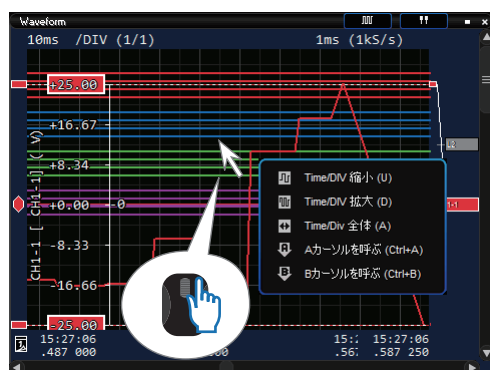 Waveform
10ms /DIV (1/1)
1ms (1kS/s)
+25.00
+16.67
+8.34
+0.00
-0
-8.33
-16.66
-25.00
CH1-1 [ CH1-1] ( V)
Time/DIV 縮小 (U)
Time/DIV 拡大 (D)
Time/Div 全体 (A)
Aカーソルを呼ぶ (Ctrl+A)
Bカーソルを呼ぶ (Ctrl+B)
15:27:06
.487 000
15:27:06
.587 250